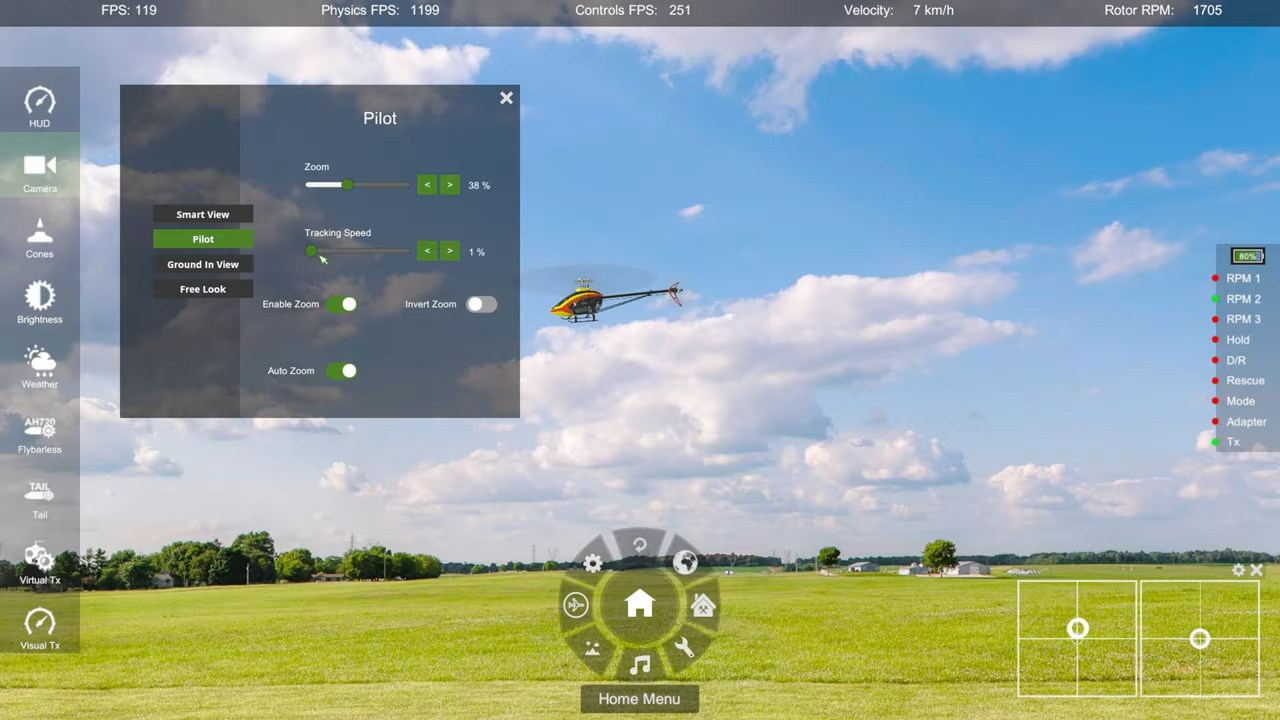 FPS: 119 Physics FPS: 1199 Controls FPS: 251 Velocity: 7 km/h Rotor RPM: 1705
HUD
Camera
Cones
Brightness
Weather
AH720
Flybarless
TAIL
Tail
Virtual Tx
Visual Tx
Pilot
Smart View
Pilot
Ground In View
Free Look
Zoom
< > 38 %
Tracking Speed
< > 1 %
Enable Zoom Invert Zoom
Auto Zoom
80%
RPM 1
RPM 2
RPM 3
Hold
D/R
Rescue
Mode
Adapter
Tx
Home Menu